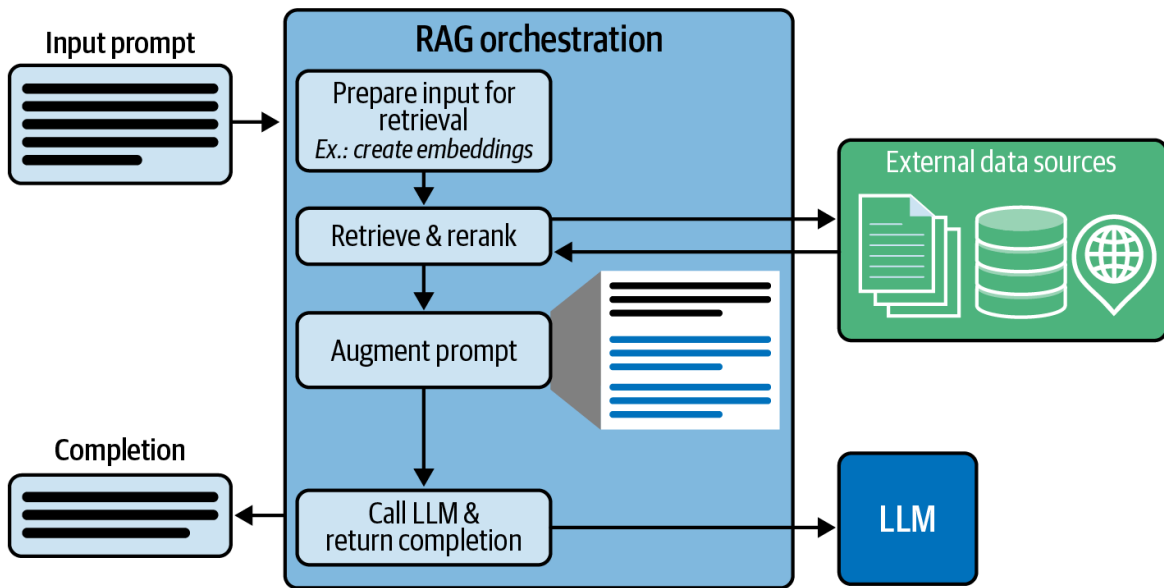 Input prompt
RAG orchestration
Prepare input for
retrieval
Ex.: create embeddings
Retrieve & rerank
External data sources
Augment prompt
Completion
Call LLM &
return completion
LLM